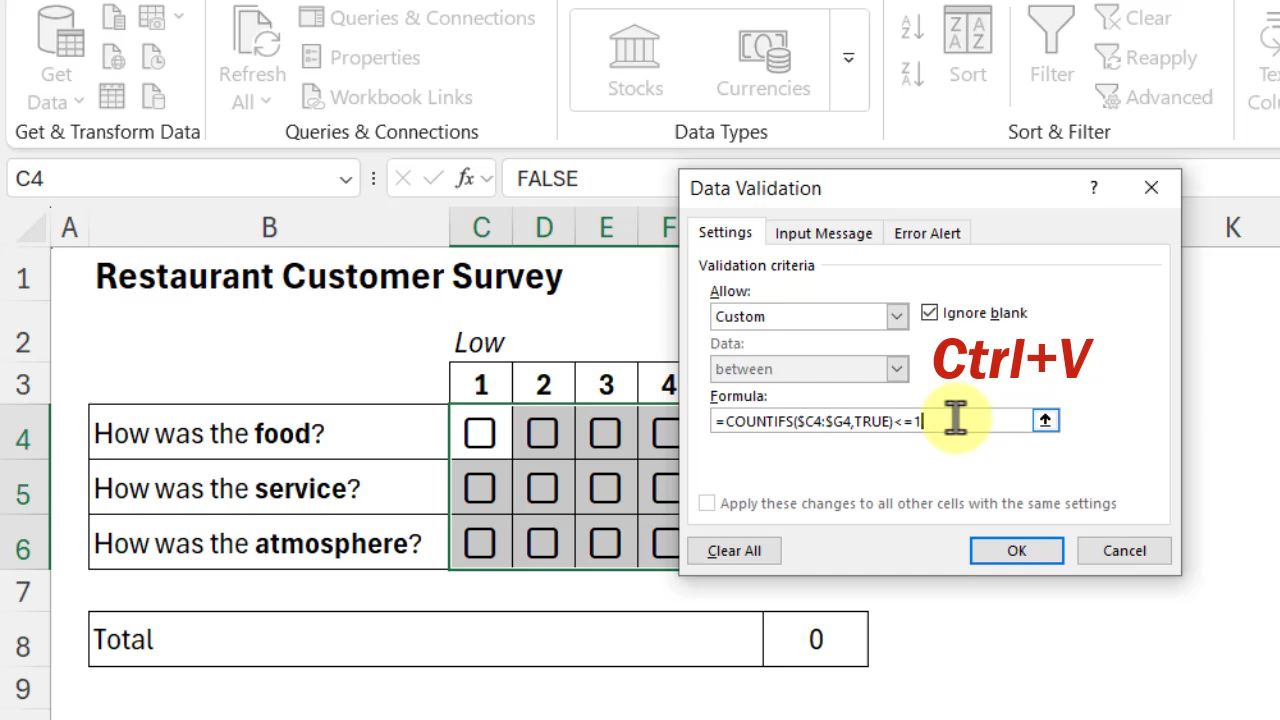 Get
Data
Refresh
All
Queries & Connections
Properties
Workbook Links
Stocks
Currencies
Sort
Filter
Clear
Reapply
Advanced
Get & Transform Data
Queries & Connections
Data Types
Sort & Filter
C4
fx
FALSE
Data Validation
?
Settings
Input Message
Error Alert
Validation criteria
Allow:
Custom
Ignore blank
Data:
between
Ctrl+V
Formula:
=COUNTIFS($C4:$G4,TRUE)<=1
Apply these changes to all other cells with the same settings
Clear All
OK
Cancel
A B C D E F K
1 Restaurant Customer Survey
2 Low
3 1 2 3 4
4 How was the food?
5 How was the service?
6 How was the atmosphere?
7
8 Total 0
9